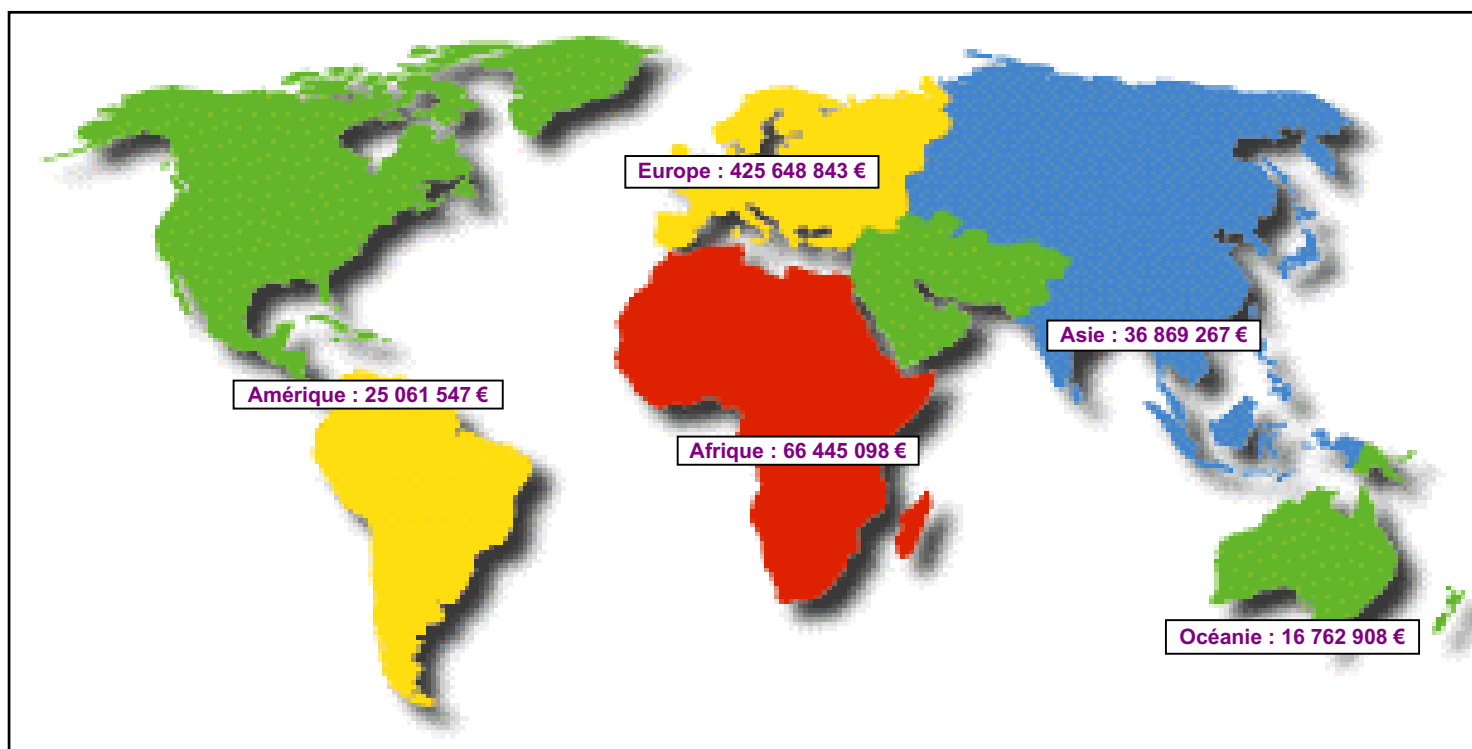 Europe : 425 648 843 €
Asie : 36 869 267 €
Amérique : 25 061 547 €
Afrique : 66 445 098 €
Océanie : 16 762 908 €